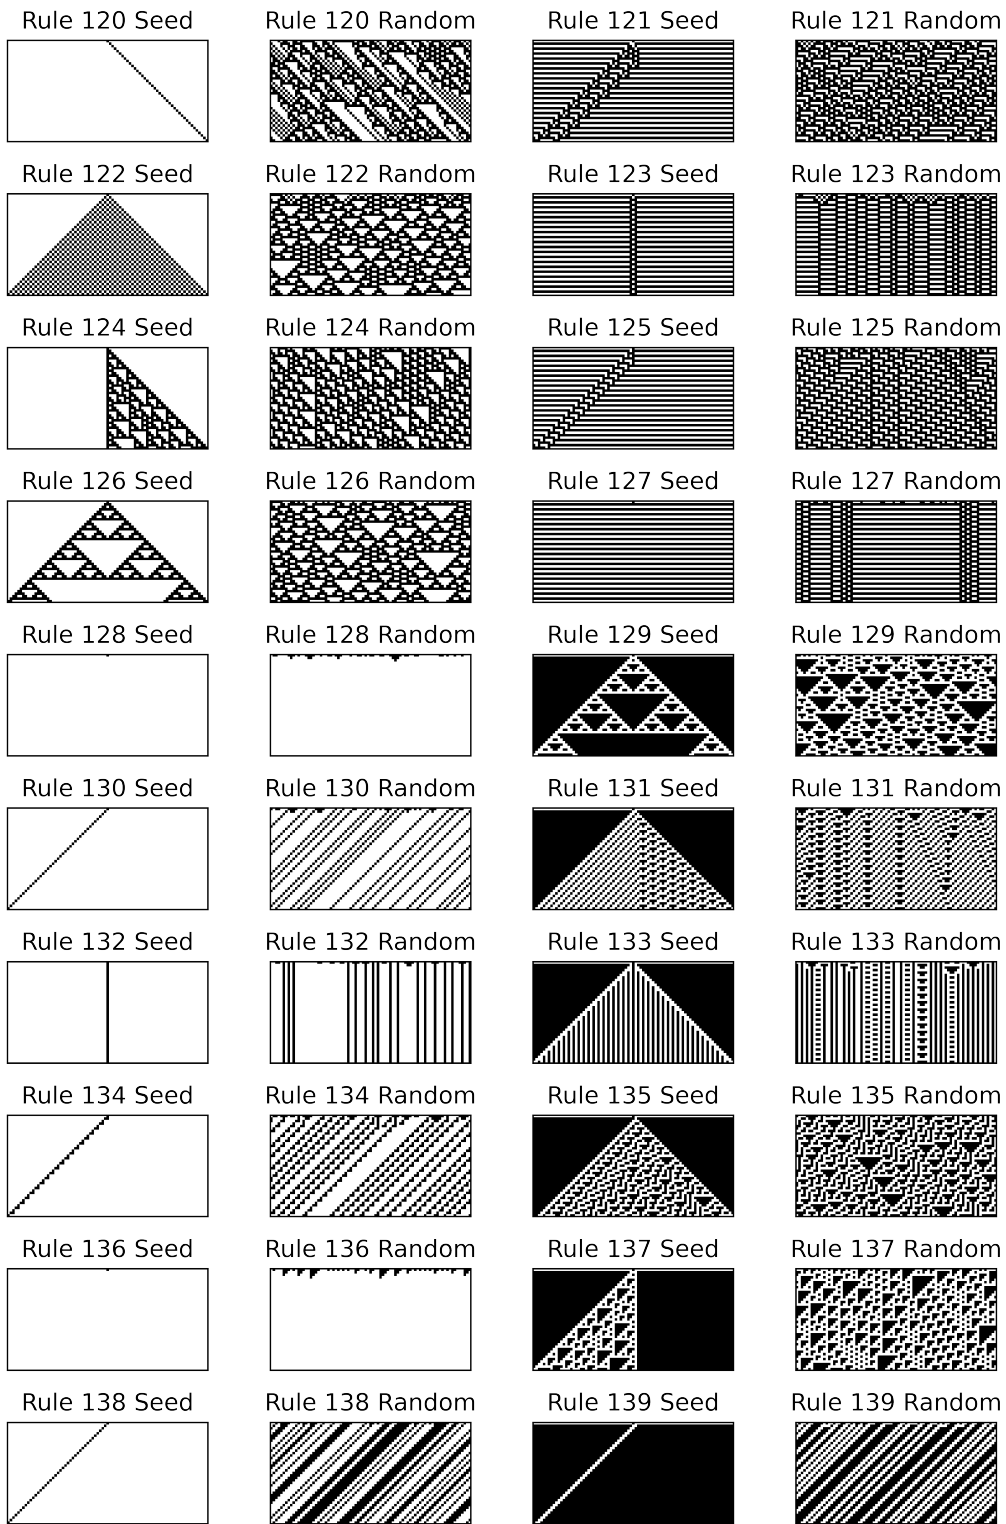 Rule 120 Seed Rule 120 Random Rule 121 Seed Rule 121 Random
Rule 122 Seed Rule 122 Random Rule 123 Seed Rule 123 Random
Rule 124 Seed Rule 124 Random Rule 125 Seed Rule 125 Random
Rule 126 Seed Rule 126 Random Rule 127 Seed Rule 127 Random
Rule 128 Seed Rule 128 Random Rule 129 Seed Rule 129 Random
Rule 130 Seed Rule 130 Random Rule 131 Seed Rule 131 Random
Rule 132 Seed Rule 132 Random Rule 133 Seed Rule 133 Random
Rule 134 Seed Rule 134 Random Rule 135 Seed Rule 135 Random
Rule 136 Seed Rule 136 Random Rule 137 Seed Rule 137 Random
Rule 138 Seed Rule 138 Random Rule 139 Seed Rule 139 Random